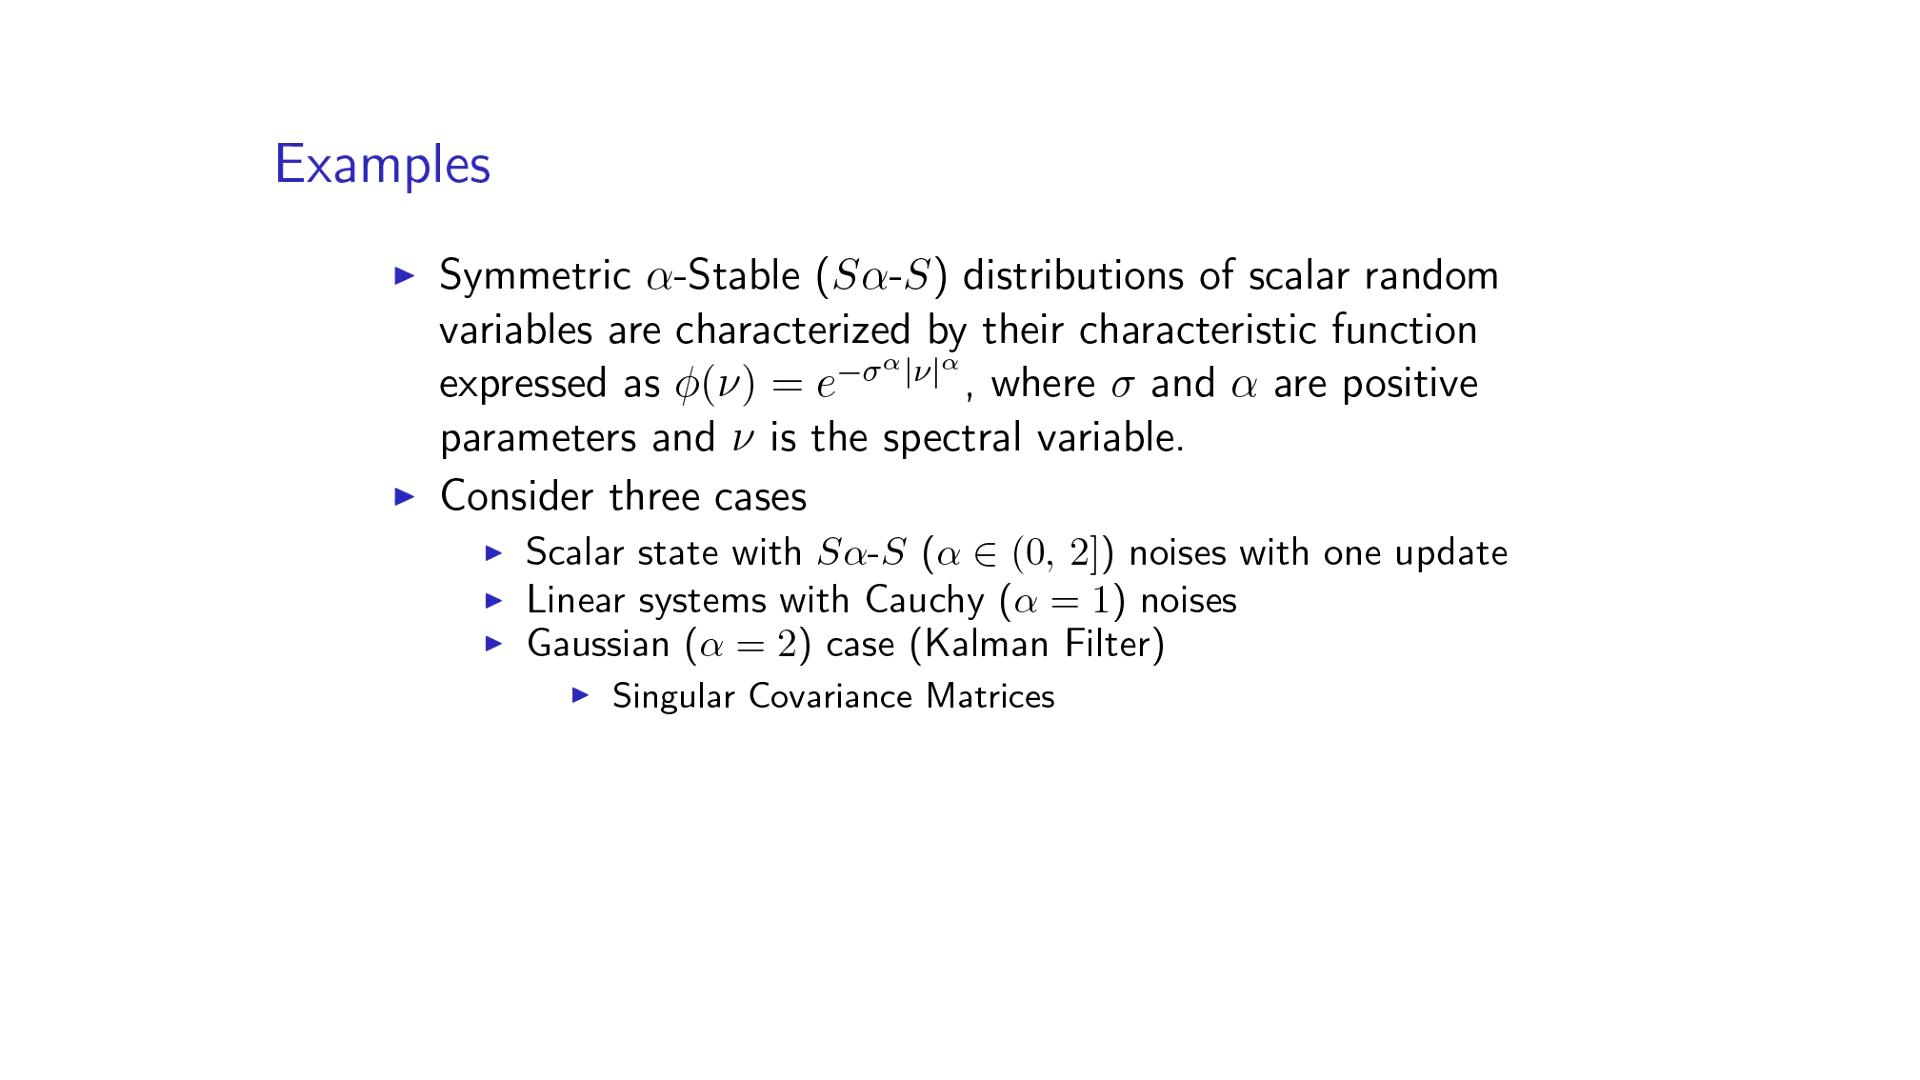 Examples
▶ Symmetric α-Stable (Sα-S) distributions of scalar random
variables are characterized by their characteristic function
expressed as ϕ(ν) = e^{−σ^α|ν|^α}, where σ and α are positive
parameters and ν is the spectral variable.
▶ Consider three cases
▶ Scalar state with Sα-S (α ∈ (0, 2]) noises with one update
▶ Linear systems with Cauchy (α = 1) noises
▶ Gaussian (α = 2) case (Kalman Filter)
▶ Singular Covariance Matrices